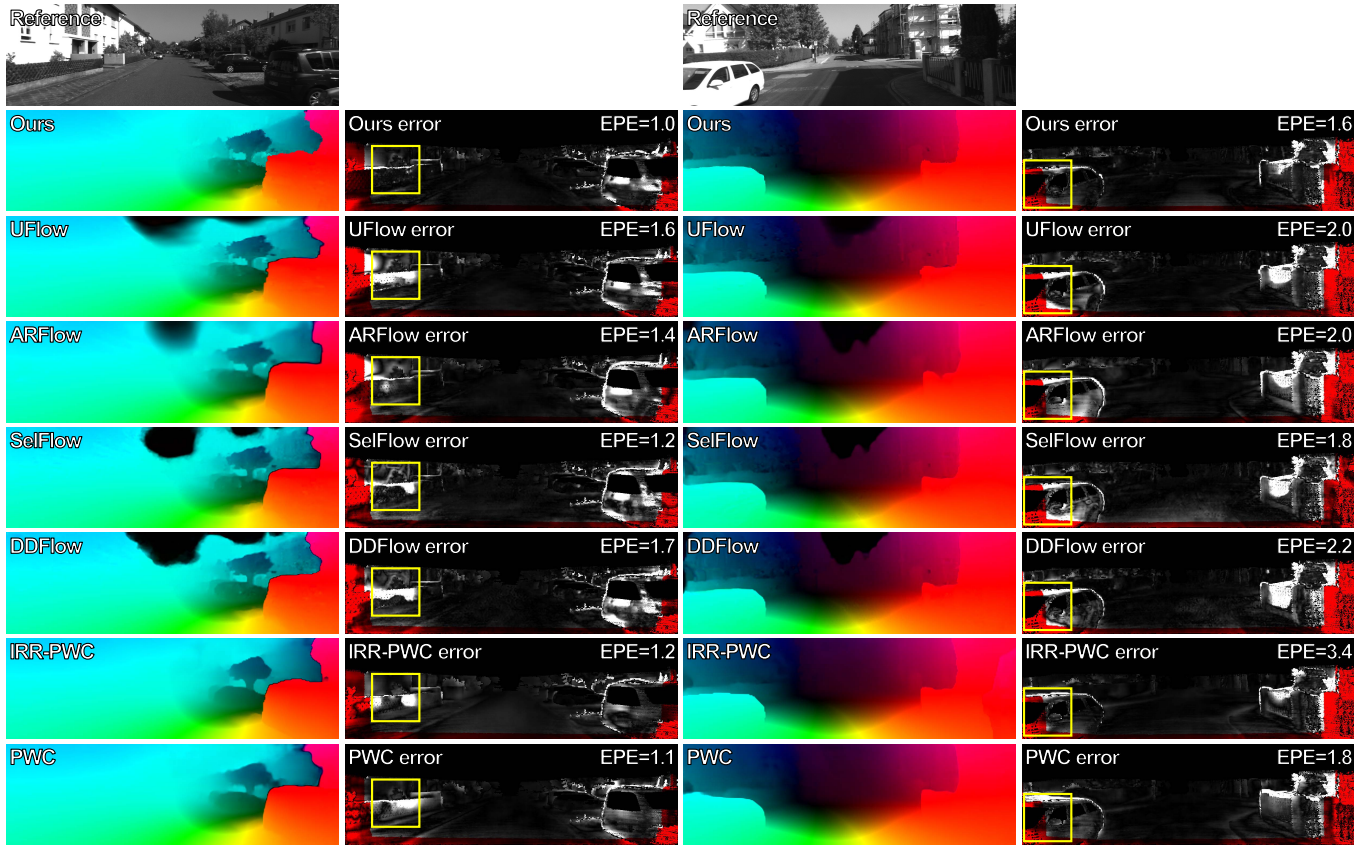 Reference
Reference
Ours
Ours error
EPE=1.0
Ours
Ours error
EPE=1.6
UFlow
UFlow error
EPE=1.6
UFlow
UFlow error
EPE=2.0
ARFlow
ARFlow error
EPE=1.4
ARFlow
ARFlow error
EPE=2.0
SelFlow
SelFlow error
EPE=1.2
SelFlow
SelFlow error
EPE=1.8
DDFlow
DDFlow error
EPE=1.7
DDFlow
DDFlow error
EPE=2.2
IRR-PWC
IRR-PWC error
EPE=1.2
IRR-PWC
IRR-PWC error
EPE=3.4
PWC
PWC error
EPE=1.1
PWC
PWC error
EPE=1.8